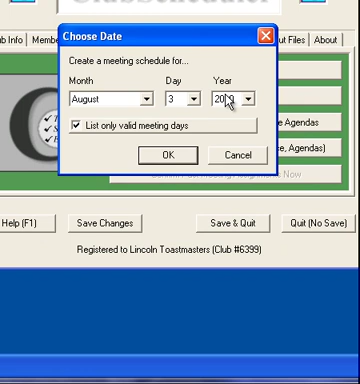 ClubScheduler
Choose Date
b Info
ut Files
About
Create a meeting schedule for...
Month
Day
Year
August
3
e Agendas
List only valid meeting days
e, Agendas)
OK
Cancel
Now
Help (F1)
Save Changes
Save & Quit
Quit (No Save)
Registered to Lincoln Toastmasters (Club #6399)